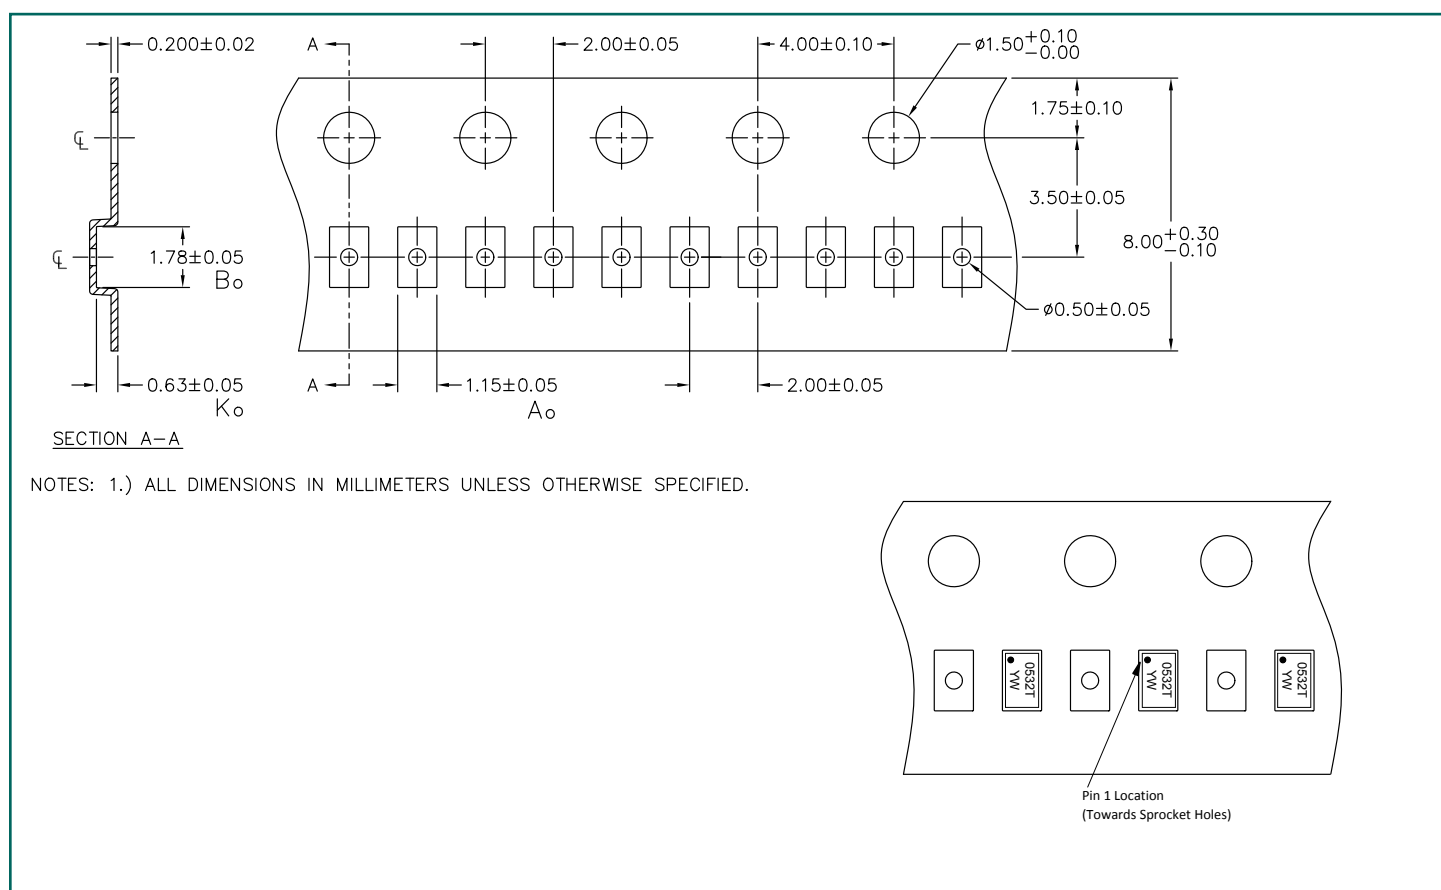 0.200±0.02
A
2.00±0.05
4.00±0.10
ø1.50+0.10
-0.00
1.75±0.10
℄
3.50±0.05
8.00+0.30
-0.10
℄
1.78±0.05
Bo
ø0.50±0.05
0.63±0.05
Ko
A
1.15±0.05
Ao
2.00±0.05
SECTION A-A
NOTES: 1.) ALL DIMENSIONS IN MILLIMETERS UNLESS OTHERWISE SPECIFIED.
0532T
YW
0532T
YW
0532T
YW
Pin 1 Location
(Towards Sprocket Holes)